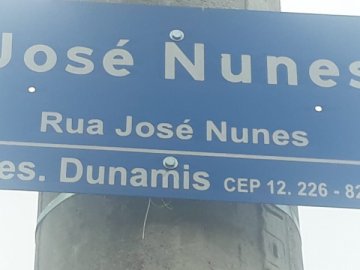 José Nunes
Rua José Nunes
es. Dunamis CEP 12. 226 - 82